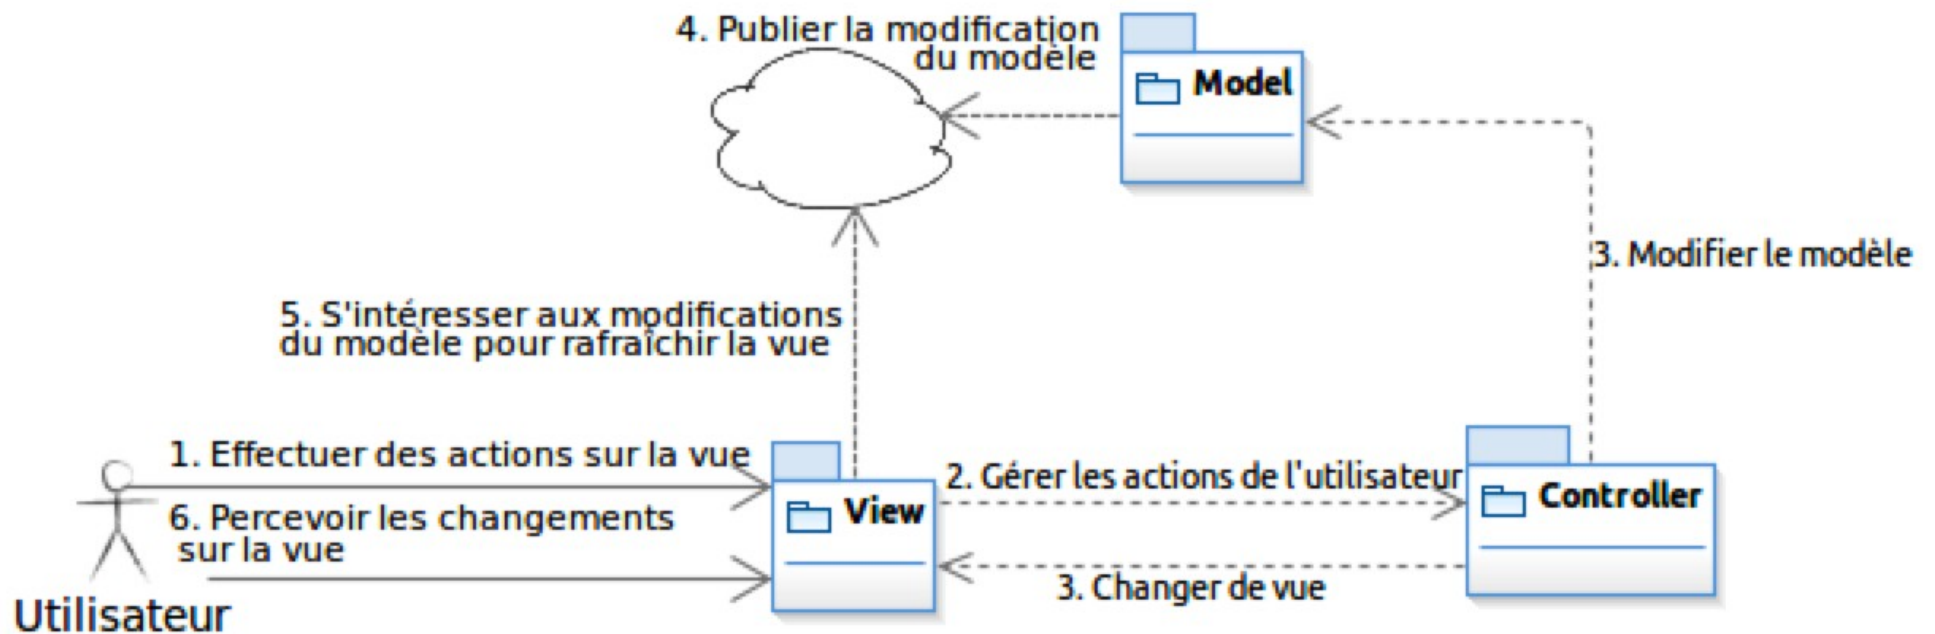 4. Publier la modification
du modèle
Model
3. Modifier le modèle
5. S'intéresser aux modifications
du modèle pour rafraîchir la vue
1. Effectuer des actions sur la vue
2. Gérer les actions de l'utilisateur
View
Controller
6. Percevoir les changements
sur la vue
3. Changer de vue
Utilisateur